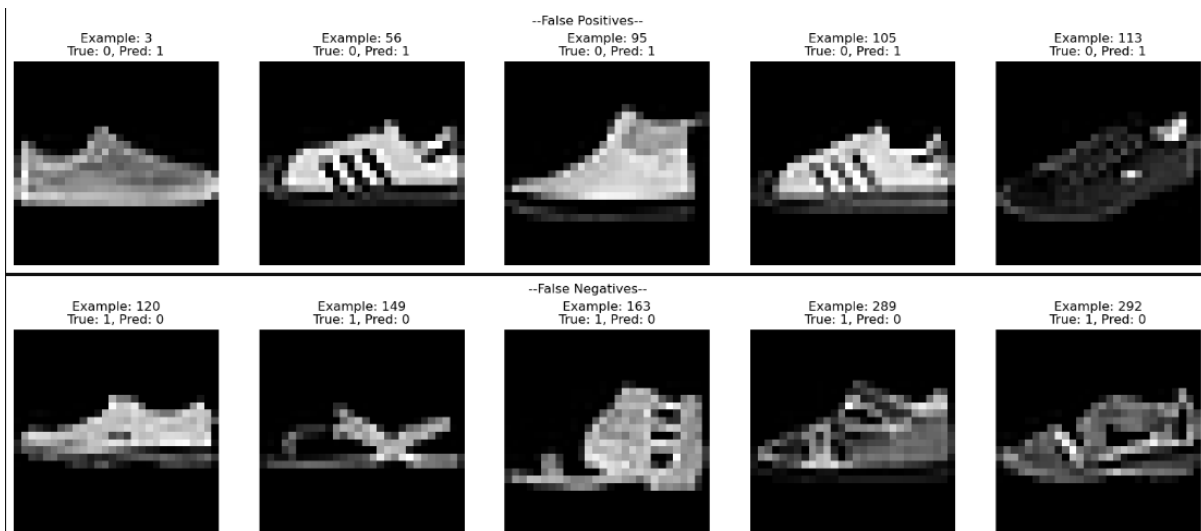 --False Positives--
Example: 3
True: 0, Pred: 1
Example: 56
True: 0, Pred: 1
Example: 95
True: 0, Pred: 1
Example: 105
True: 0, Pred: 1
Example: 113
True: 0, Pred: 1
--False Negatives--
Example: 120
True: 1, Pred: 0
Example: 149
True: 1, Pred: 0
Example: 163
True: 1, Pred: 0
Example: 289
True: 1, Pred: 0
Example: 292
True: 1, Pred: 0